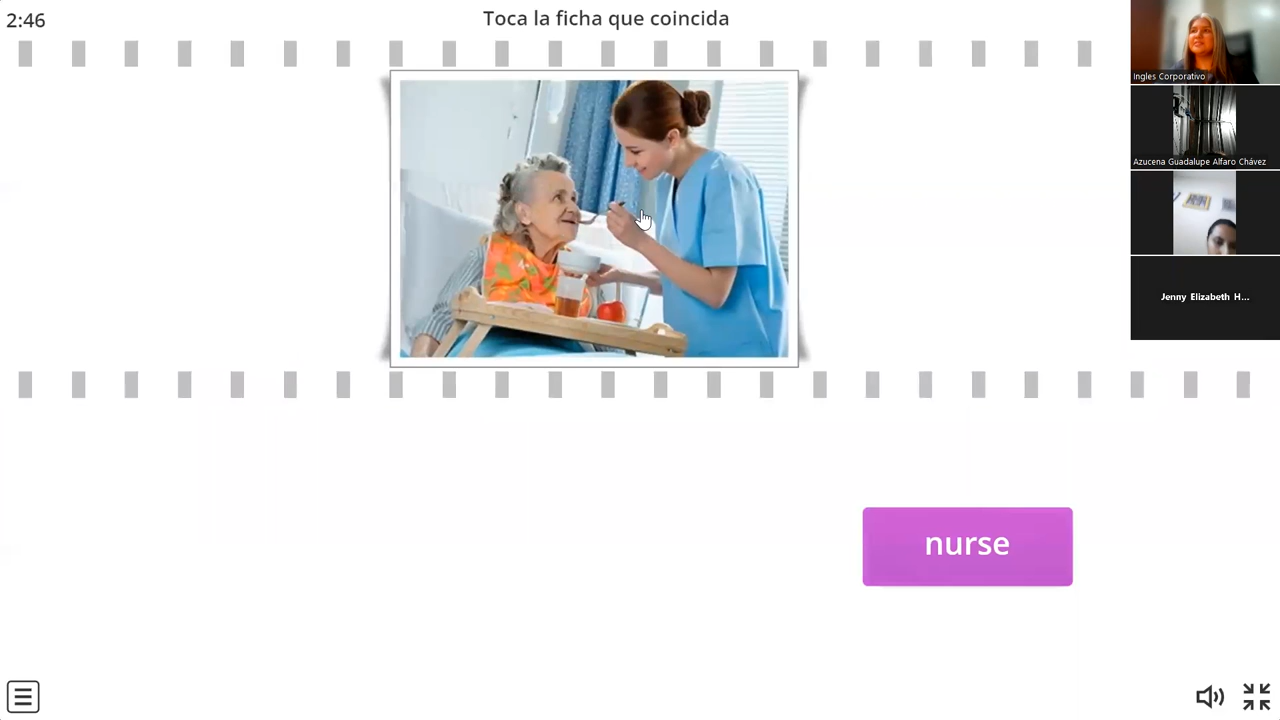 2:46
Toca la ficha que coincida
Ingles Corporativo
Azucena Guadalupe Alfaro Chávez
Jenny Elizabeth H...
nurse